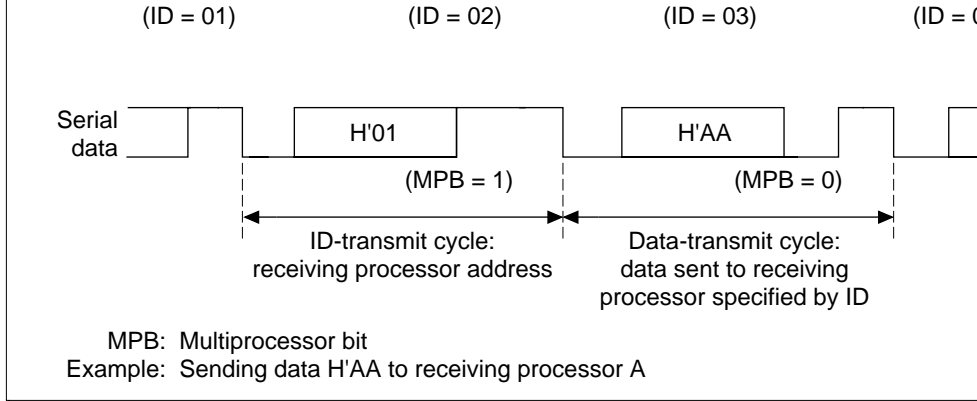 (ID = 01) (ID = 02) (ID = 03) (ID =
Serial
data
H'01 H'AA
(MPB = 1) (MPB = 0)
ID-transmit cycle:
receiving processor address
Data-transmit cycle:
data sent to receiving
processor specified by ID
MPB: Multiprocessor bit
Example: Sending data H'AA to receiving processor A